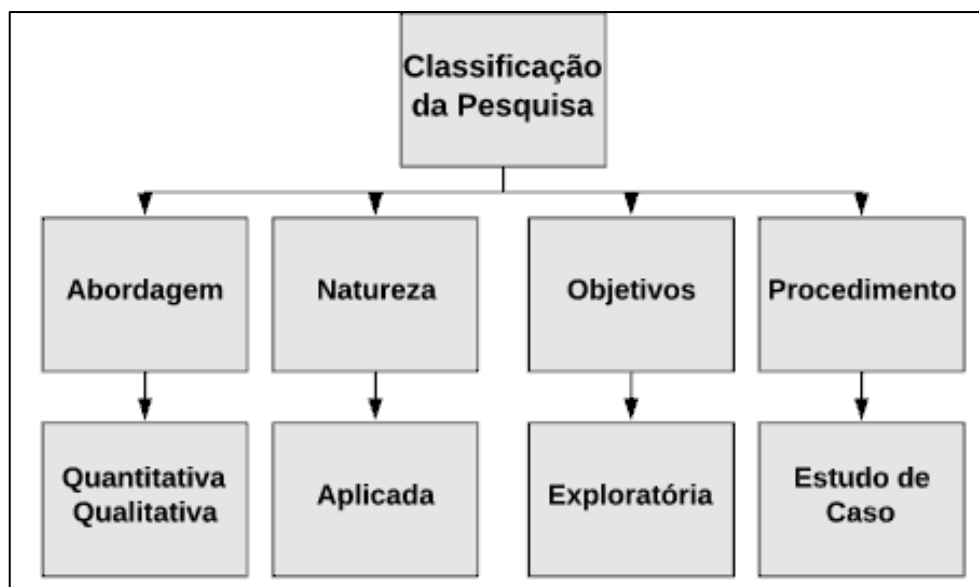 Classificação
da Pesquisa
Abordagem
Natureza
Objetivos
Procedimento
Quantitativa
Qualitativa
Aplicada
Exploratória
Estudo de
Caso